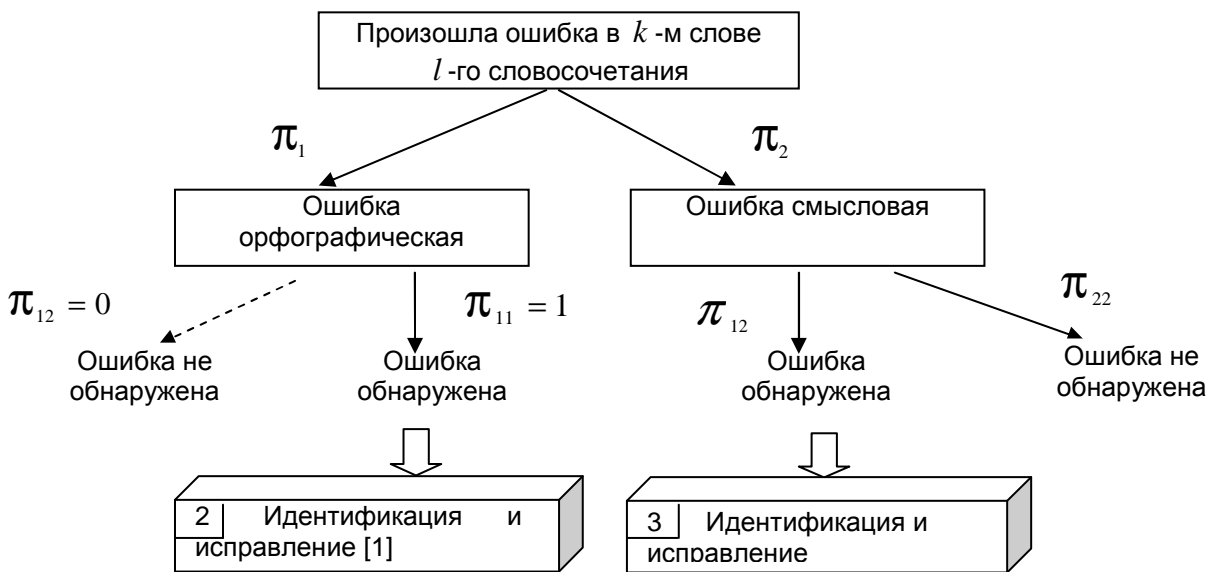 Произошла ошибка в k -м слове
l -го словосочетания
π₁
π₂
Ошибка
орфографическая
Ошибка смысловая
π₁₂ = 0
π₁₁ = 1
π₁₂
π₂₂
Ошибка не
обнаружена
Ошибка
обнаружена
Ошибка
обнаружена
Ошибка не
обнаружена
2 Идентификация и
исправление [1]
3 Идентификация и
исправление